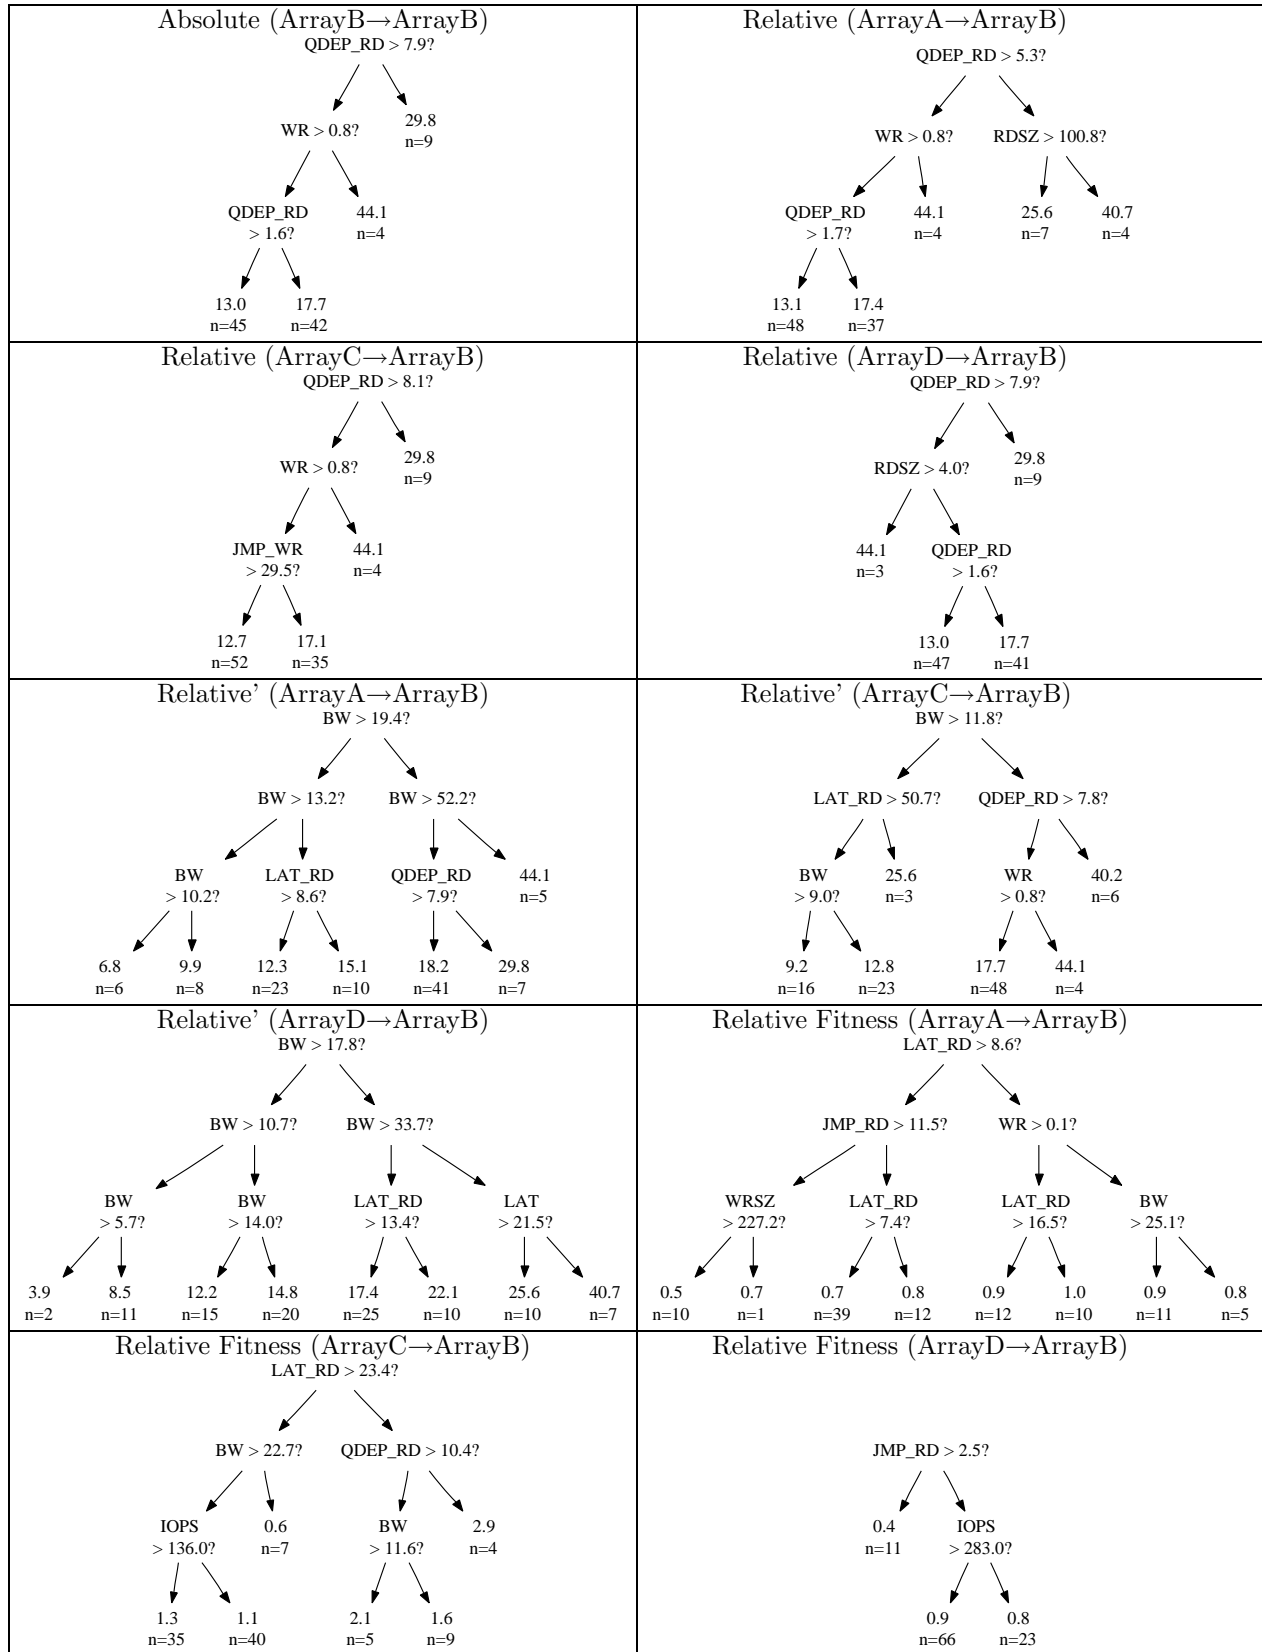 Absolute (ArrayB→ArrayB)
QDEP_RD > 7.9?
WR > 0.8?
29.8
n=9
QDEP_RD
> 1.6?
44.1
n=4
13.0
n=45
17.7
n=42
Relative (ArrayA→ArrayB)
QDEP_RD > 5.3?
WR > 0.8?
RDSZ > 100.8?
QDEP_RD
> 1.7?
44.1
n=4
25.6
n=7
40.7
n=4
13.1
n=48
17.4
n=37
Relative (ArrayC→ArrayB)
QDEP_RD > 8.1?
WR > 0.8?
29.8
n=9
JMP_WR
> 29.5?
44.1
n=4
12.7
n=52
17.1
n=35
Relative (ArrayD→ArrayB)
QDEP_RD > 7.9?
RDSZ > 4.0?
29.8
n=9
44.1
n=3
QDEP_RD
> 1.6?
13.0
n=47
17.7
n=41
Relative' (ArrayA→ArrayB)
BW > 19.4?
BW > 13.2?
BW > 52.2?
BW
> 10.2?
LAT_RD
> 8.6?
QDEP_RD
> 7.9?
44.1
n=5
6.8
n=6
9.9
n=8
12.3
n=23
15.1
n=10
18.2
n=41
29.8
n=7
Relative' (ArrayC→ArrayB)
BW > 11.8?
LAT_RD > 50.7?
QDEP_RD > 7.8?
BW
> 9.0?
25.6
n=3
WR
> 0.8?
40.2
n=6
9.2
n=16
12.8
n=23
17.7
n=48
44.1
n=4
Relative' (ArrayD→ArrayB)
BW > 17.8?
BW > 10.7?
BW > 33.7?
BW
> 5.7?
BW
> 14.0?
LAT_RD
> 13.4?
LAT
> 21.5?
3.9
n=2
8.5
n=11
12.2
n=15
14.8
n=20
17.4
n=25
22.1
n=10
25.6
n=10
40.7
n=7
Relative Fitness (ArrayA→ArrayB)
LAT_RD > 8.6?
JMP_RD > 11.5?
WR > 0.1?
WRSZ
> 227.2?
LAT_RD
> 7.4?
LAT_RD
> 16.5?
BW
> 25.1?
0.5
n=10
0.7
n=1
0.7
n=39
0.8
n=12
0.9
n=12
1.0
n=10
0.9
n=11
0.8
n=5
Relative Fitness (ArrayC→ArrayB)
LAT_RD > 23.4?
BW > 22.7?
QDEP_RD > 10.4?
IOPS
> 136.0?
0.6
n=7
BW
> 11.6?
2.9
n=4
1.3
n=35
1.1
n=40
2.1
n=5
1.6
n=9
Relative Fitness (ArrayD→ArrayB)
JMP_RD > 2.5?
0.4
n=11
IOPS
> 283.0?
0.9
n=66
0.8
n=23